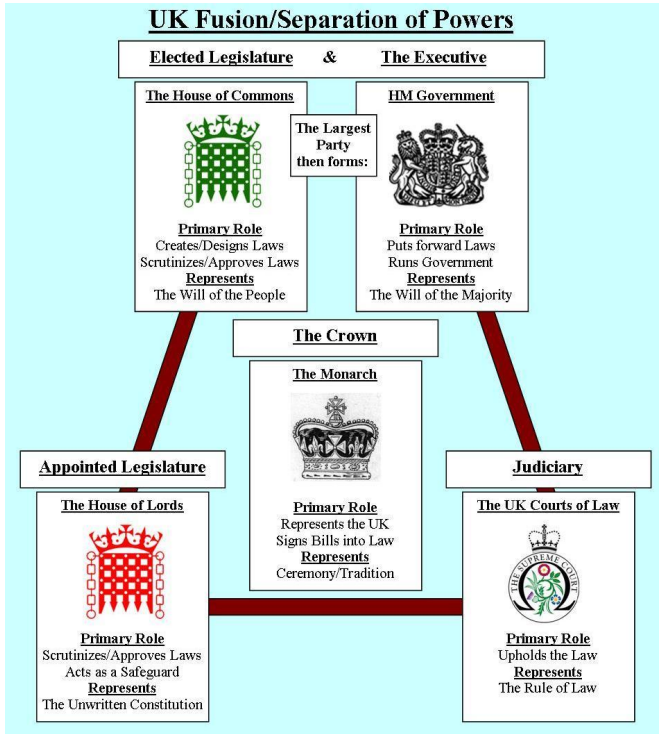 UK Fusion/Separation of Powers
Elected Legislature & The Executive
The House of Commons
Primary Role
Creates/Designs Laws
Scrutinizes/Approves Laws
Represents
The Will of the People
The Largest
Party
then forms:
HM Government
Primary Role
Puts forward Laws
Runs Government
Represents
The Will of the Majority
The Crown
The Monarch
Primary Role
Represents the UK
Signs Bills into Law
Represents
Ceremony/Tradition
Appointed Legislature
The House of Lords
Primary Role
Scrutinizes/Approves Laws
Acts as a Safeguard
Represents
The Unwritten Constitution
Judiciary
The UK Courts of Law
THE SUPREME COURT
Primary Role
Upholds the Law
Represents
The Rule of Law